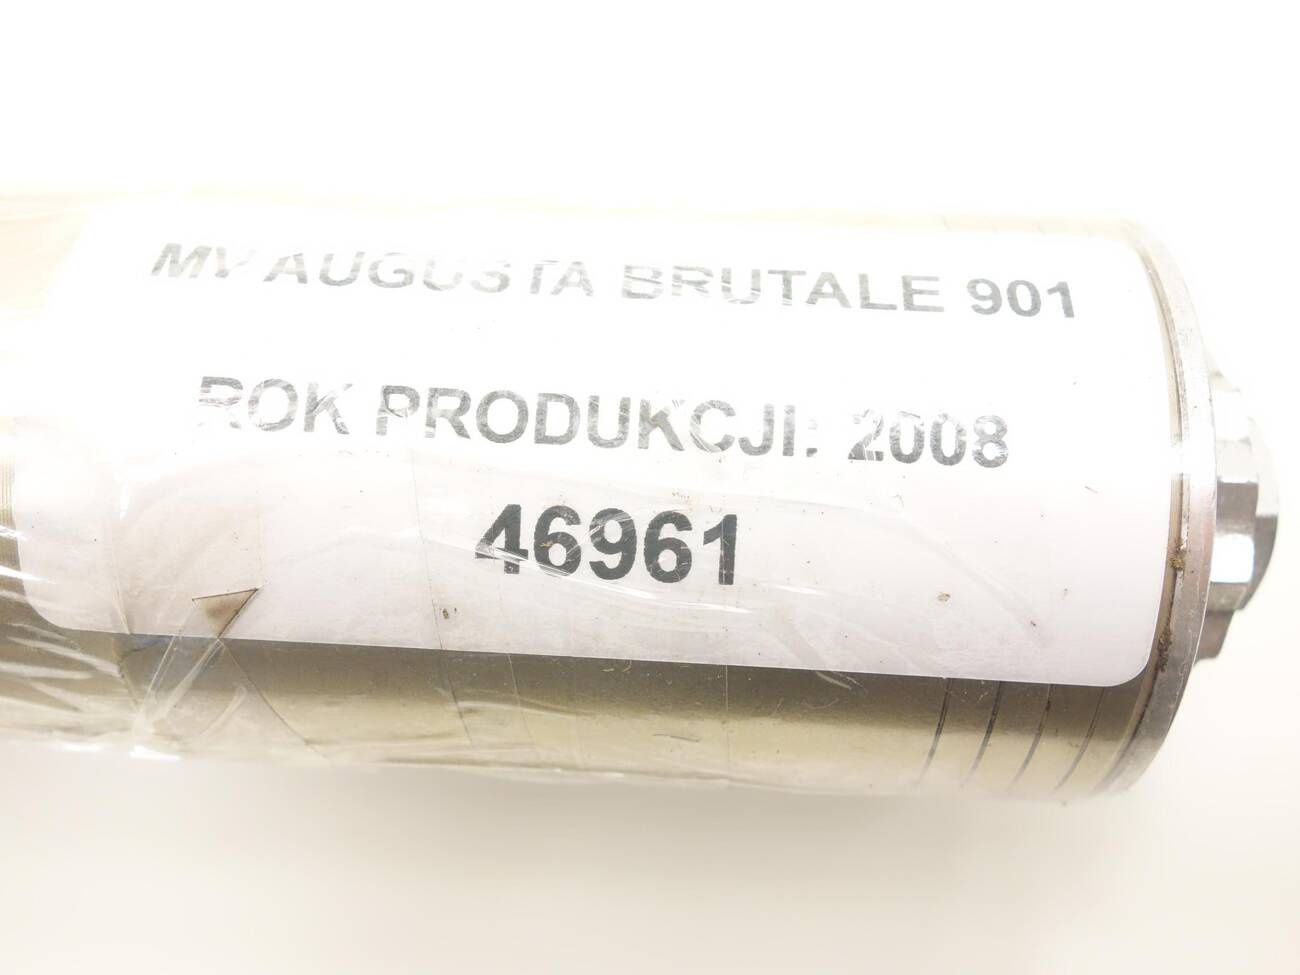 MV AUGUSTA BRUTALE 901
ROK PRODUKCJI: 2008
46961